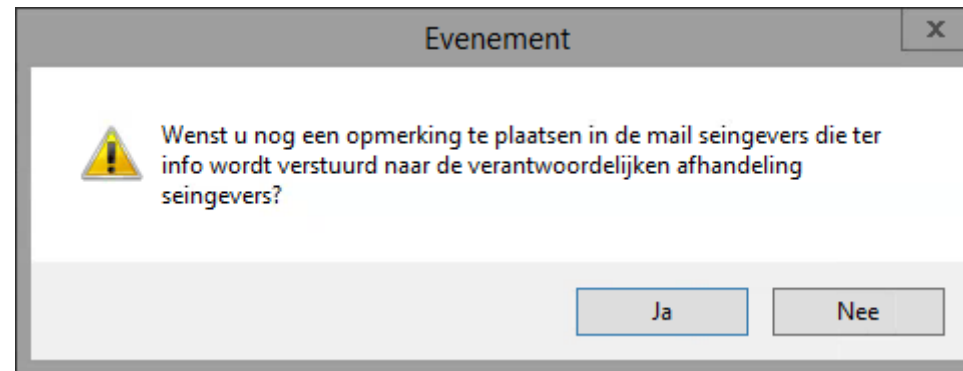 Evenement
x
Wenst u nog een opmerking te plaatsen in de mail seingevers die ter
info wordt verstuurd naar de verantwoordelijken afhandeling
seingevers?
Ja
Nee